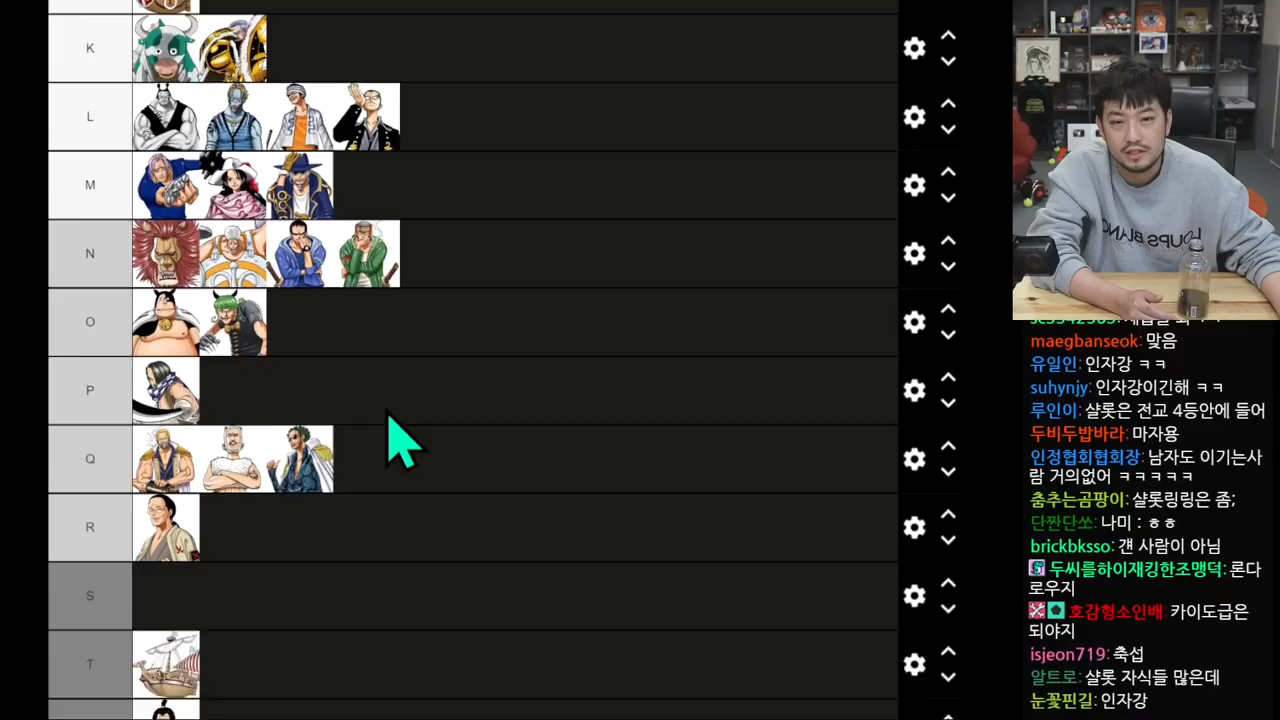 K
L
M
N
O
P
Q
R
S
T
LOUPS BLANC
maegbanseok: 맞음
유일인: 인자강 ㅋㅋ
suhynjy: 인자강이긴해 ㅋㅋ
루인이: 샬롯은 전교 4등안에 들어
두비두밥바라: 마자용
인정협회협회장: 남자도 이기는사
람 거의없어 ㅋㅋㅋㅋㅋ
춤추는곰팡이: 샬롯링링은 좀;
단짠단쓰: 나미 : ㅎㅎ
brickbksso: 걘 사람이 아님
두씨를하이재킹한조맹덕: 론다
로우지
호감형소인배: 카이도급은
되야지
isjeon719: 축섭
알트로: 샬롯 자식들 많은데
눈꽃핀길: 인자강